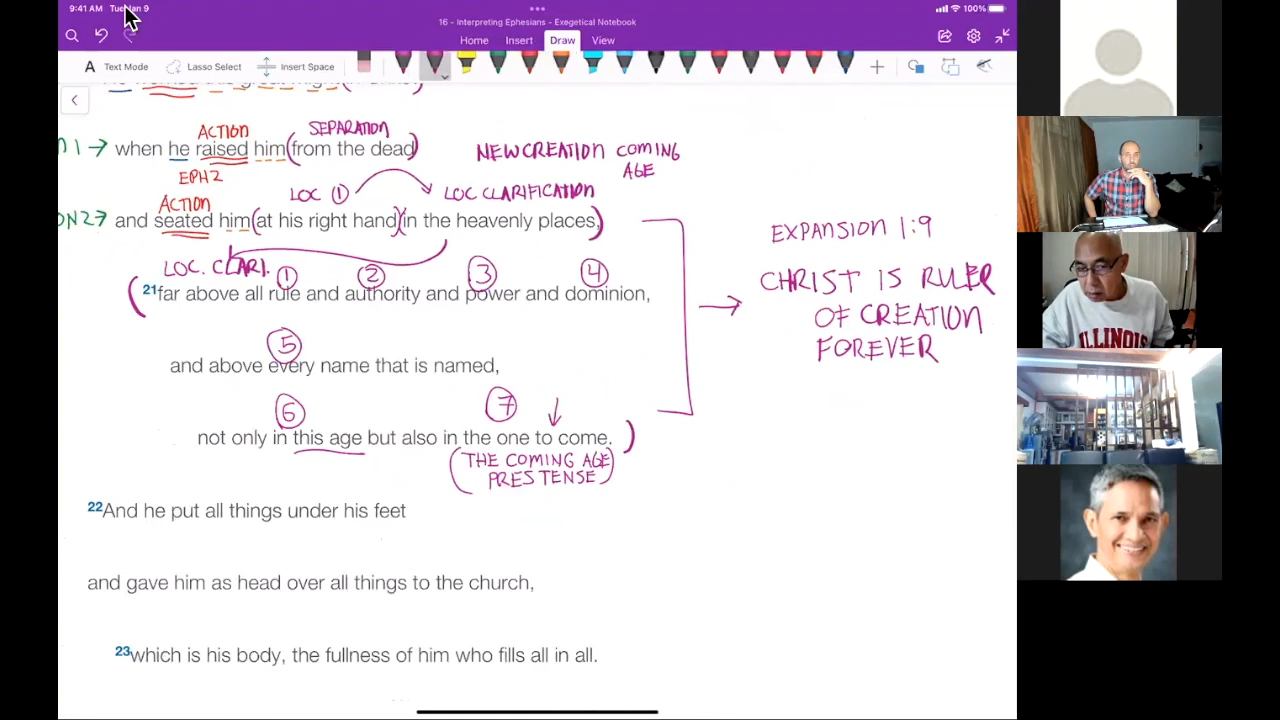 9:41 AM Tue Jan 9
100%
16 - Interpreting Ephesians - Exegetical Notebook
Home Insert Draw View
A Text Mode Lasso Select Insert Space
ACTION SEPARATION
1 → when he raised him (from the dead) NEW CREATION COMING
AGE
EPH 2
LOC ① LOC CLARIFICATION
ACTION
ON2 → and seated him (at his right hand)(in the heavenly places,)
EXPANSION 1:9
LOC. CLARI. ① ② ③ ④
CHRIST IS RULER
(21far above all rule and authority and power and dominion,
OF CREATION
FOREVER
⑤
and above every name that is named,
⑥ ⑦
not only in this age but also in the one to come.)
(THE COMING AGE
PRES TENSE)
22And he put all things under his feet
and gave him as head over all things to the church,
23which is his body, the fullness of him who fills all in all.
ILLINOIS